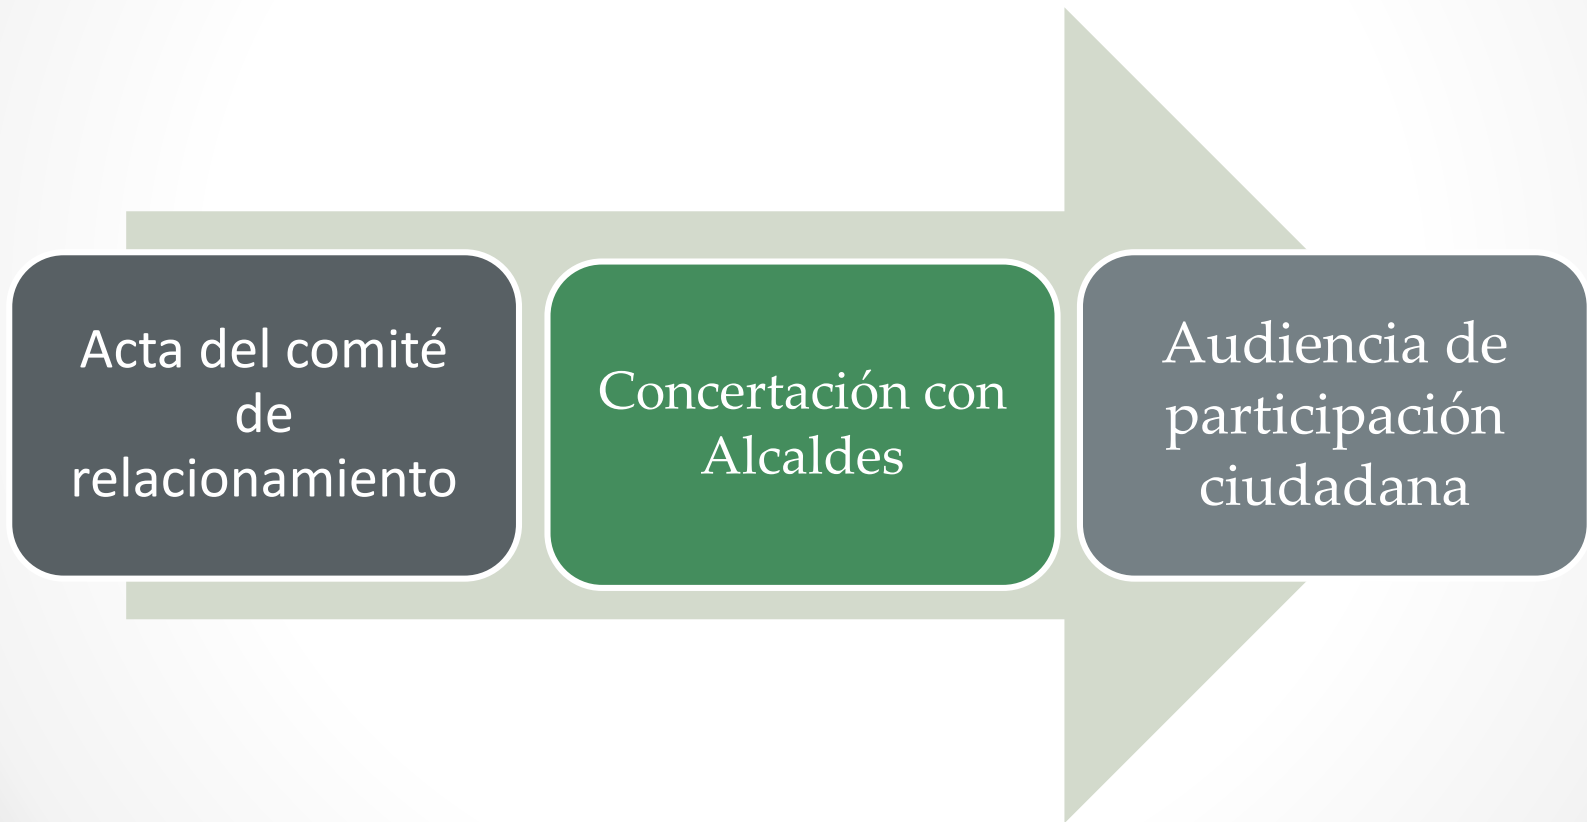 Acta del comité
de
relacionamiento
Concertación con
Alcaldes
Audiencia de
participación
ciudadana